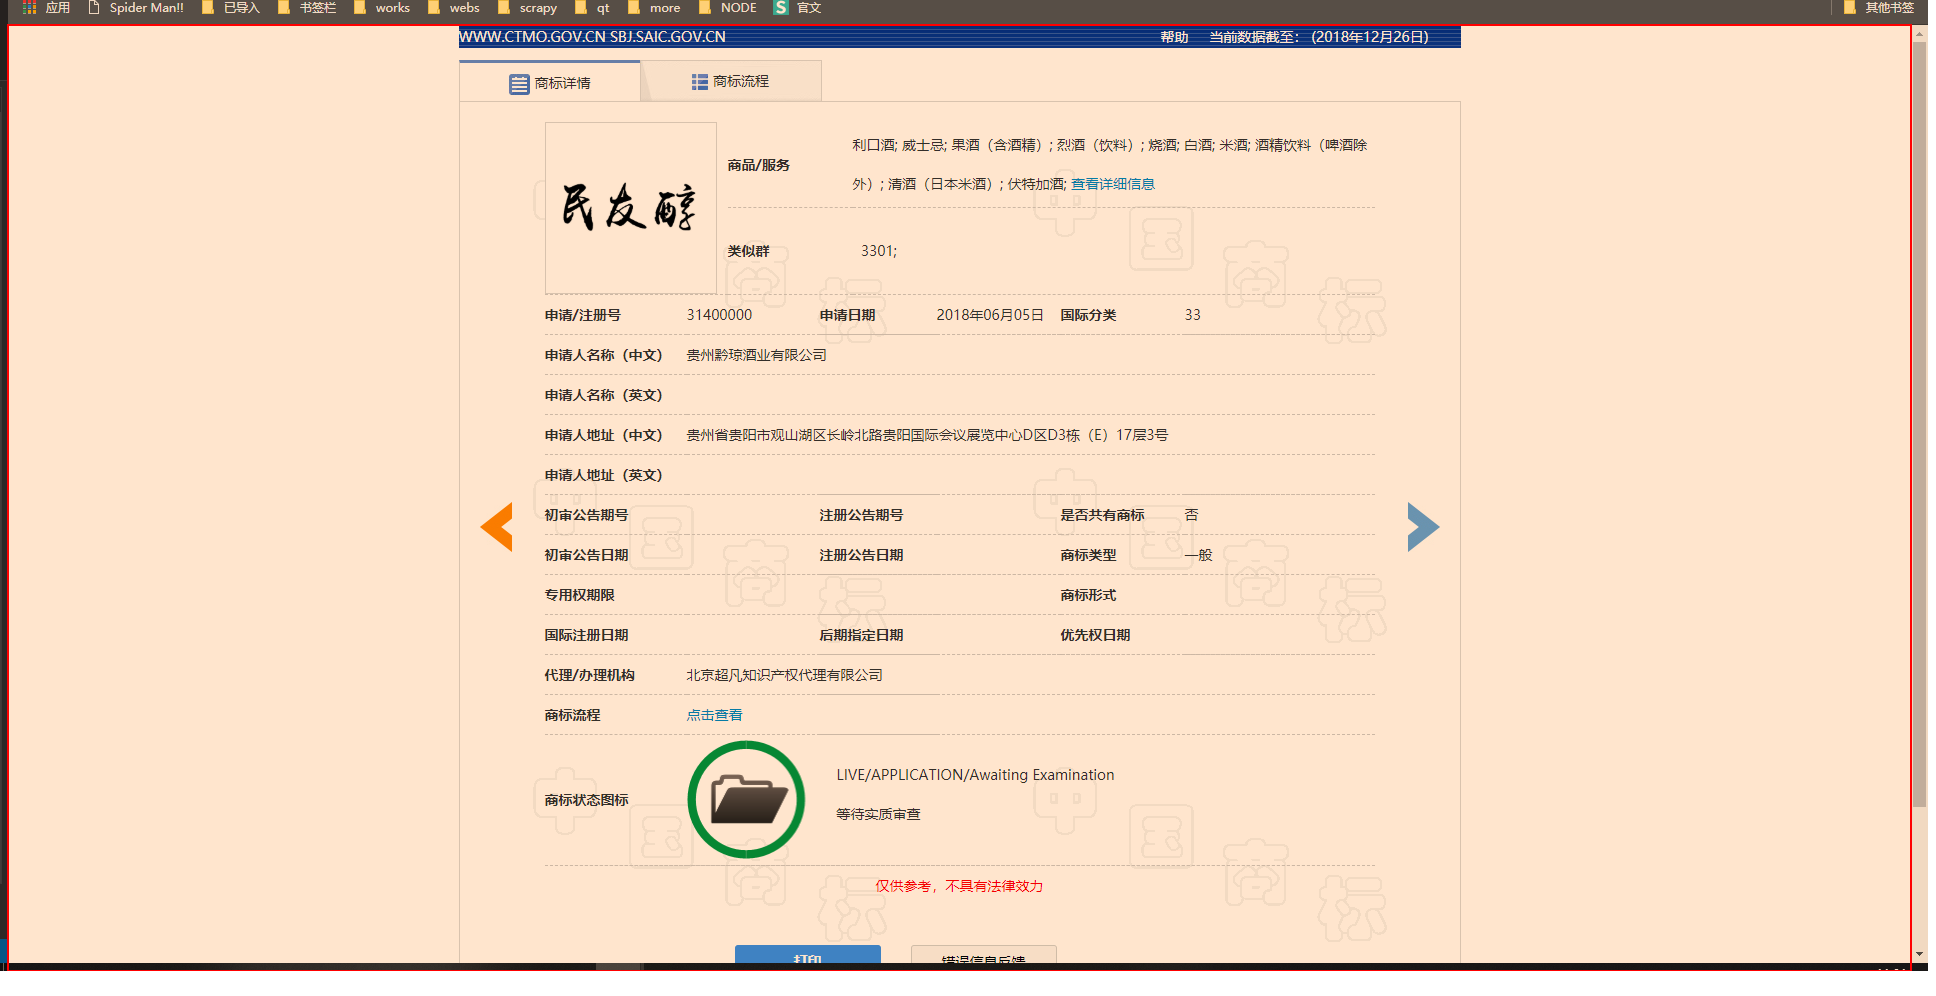 应用 Spider Man!! 已导入 书签栏 works webs scrapy qt more NODE S 官文 其他书签
WWW.CTMO.GOV.CN SBJ.SAIC.GOV.CN 帮助 当前数据截至： (2018年12月26日)
商标详情 商标流程
民友醇
商品/服务
利口酒; 威士忌; 果酒（含酒精）; 烈酒（饮料）; 烧酒; 白酒; 米酒; 酒精饮料（啤酒除
外）; 清酒（日本米酒）; 伏特加酒; 查看详细信息
类似群 3301;
申请/注册号 31400000 申请日期 2018年06月05日 国际分类 33
申请人名称（中文） 贵州黔琼酒业有限公司
申请人名称（英文）
申请人地址（中文） 贵州省贵阳市观山湖区长岭北路贵阳国际会议展览中心D区D3栋（E）17层3号
申请人地址（英文）
初审公告期号 注册公告期号 是否共有商标 否
初审公告日期 注册公告日期 商标类型 一般
专用权期限 商标形式
国际注册日期 后期指定日期 优先权日期
代理/办理机构 北京超凡知识产权代理有限公司
商标流程 点击查看
商标状态图标
LIVE/APPLICATION/Awaiting Examination
等待实质审查
仅供参考，不具有法律效力
打印 错误信息反馈
中国商标